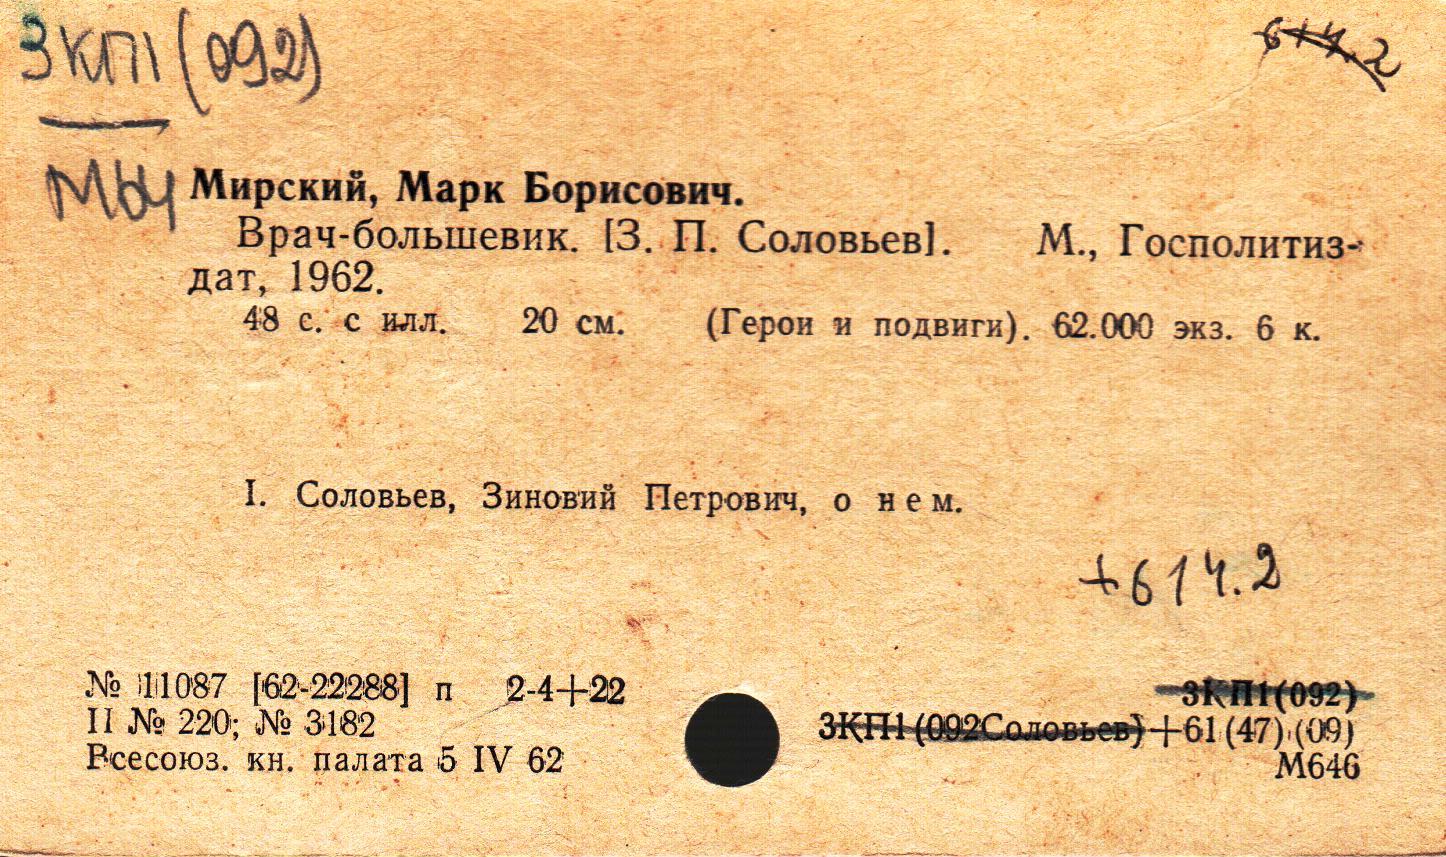 3КП1(092)
614.2
М64
Мирский, Марк Борисович.
Врач-большевик. [З. П. Соловьев]. М., Госполитиз-
дат, 1962.
48 с. с илл. 20 см. (Герои и подвиги). 62.000 экз. 6 к.
I. Соловьев, Зиновий Петрович, о нем.
+614.2
№ 11087 [62-22288] п 2-4+22
II № 220; № 3182
Всесоюз. кн. палата 5 IV 62
3КП1(092)
3КП1(092Соловьев)+61(47)(09)
М646